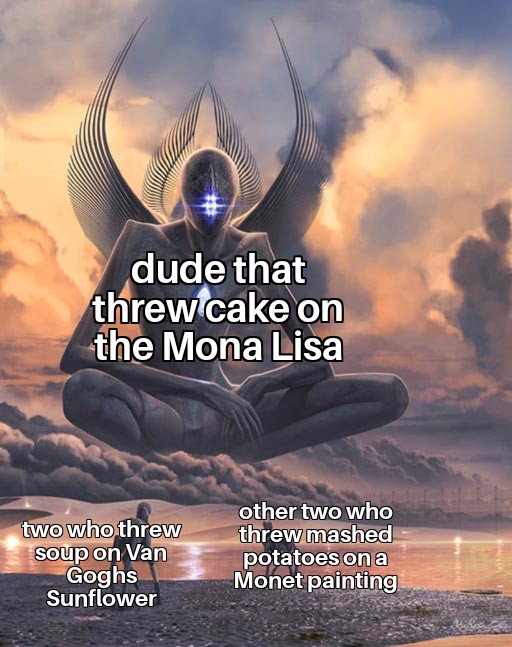 dude that
threw cake on
the Mona Lisa
two who threw
soup on Van
Goghs
Sunflower
other two who
threw mashed
potatoes on a
Monet painting